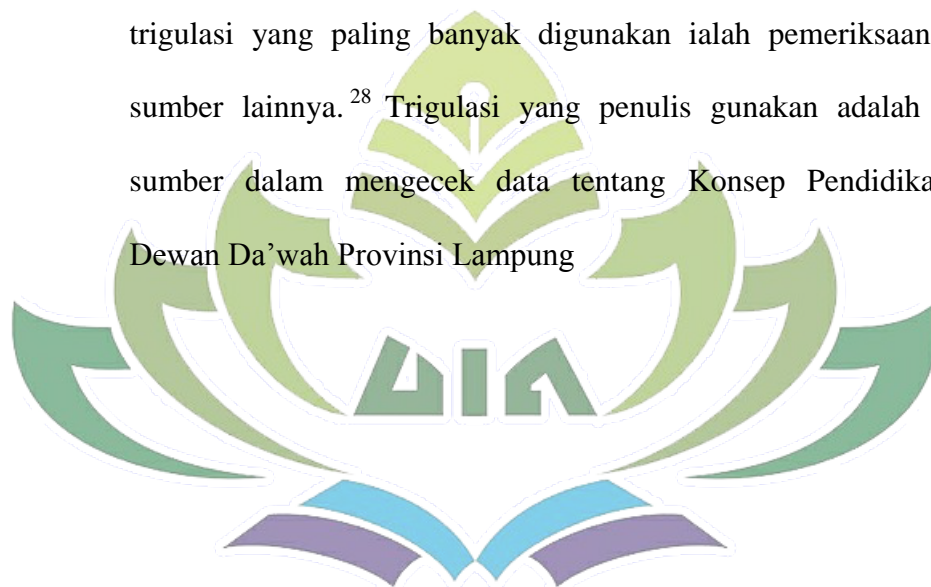 trigulasi yang paling banyak digunakan ialah pemeriksaan
sumber lainnya.28 Trigulasi yang penulis gunakan adalah
sumber dalam mengecek data tentang Konsep
Dewan Da’wah Provinsi Lampung
UIN